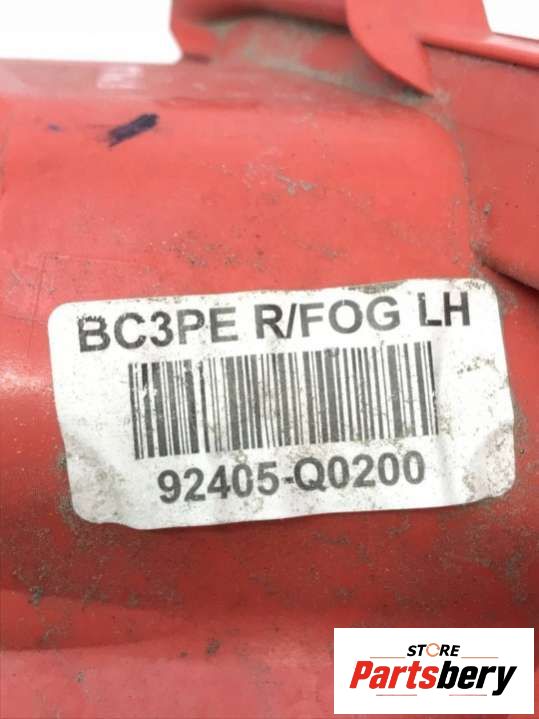 BC3PE R/FOG LH
92405-Q0200
STORE
Partsbery